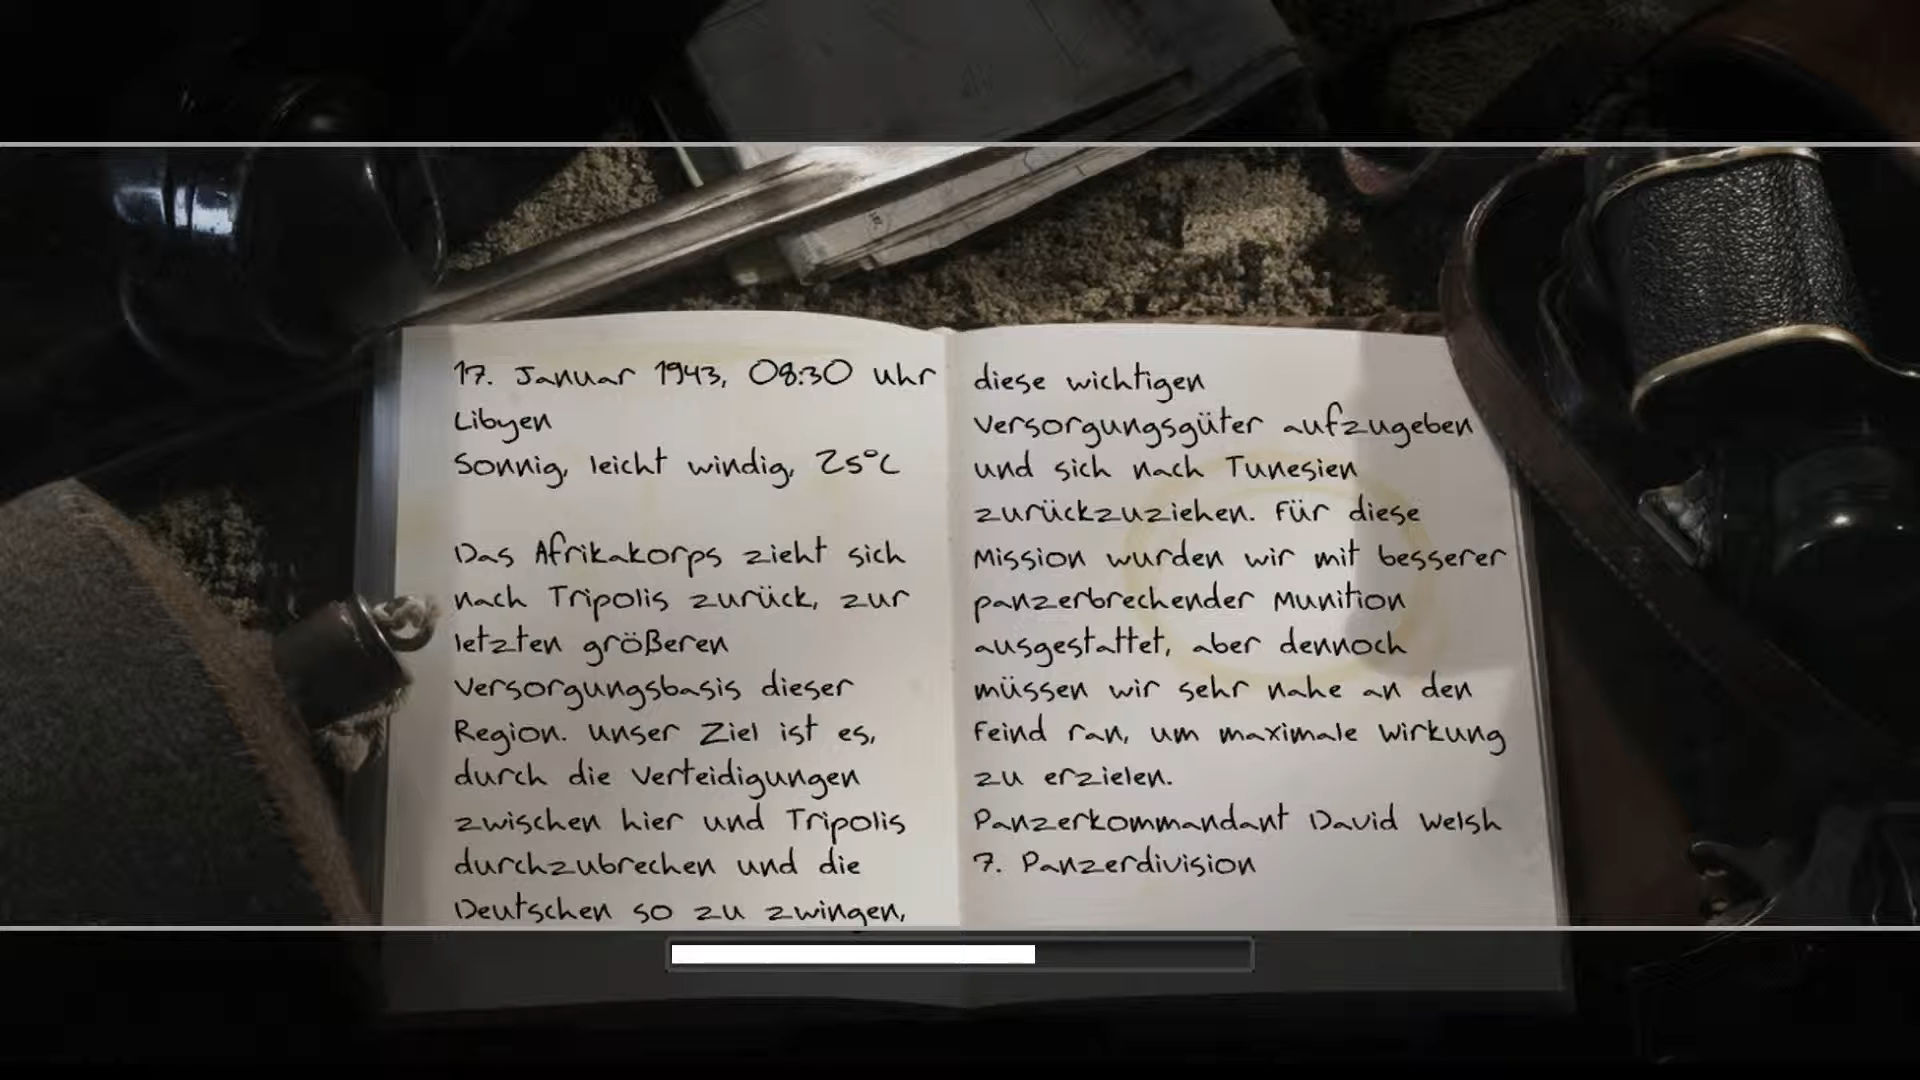 17. Januar 1943, 08:30 Uhr
Libyen
Sonnig, leicht windig, 25°C
Das Afrikakorps zieht sich
nach Tripolis zurück, zur
letzten größeren
Versorgungsbasis dieser
Region. Unser Ziel ist es,
durch die Verteidigungen
zwischen hier und Tripolis
durchzubrechen und die
Deutschen so zu zwingen,
diese wichtigen
Versorgungsgüter aufzugeben
und sich nach Tunesien
zurückzuziehen. Für diese
Mission wurden wir mit besserer
panzerbrechender Munition
ausgestattet, aber dennoch
müssen wir sehr nahe an den
Feind ran, um maximale Wirkung
zu erzielen.
Panzerkommandant David Welsh
7. Panzerdivision